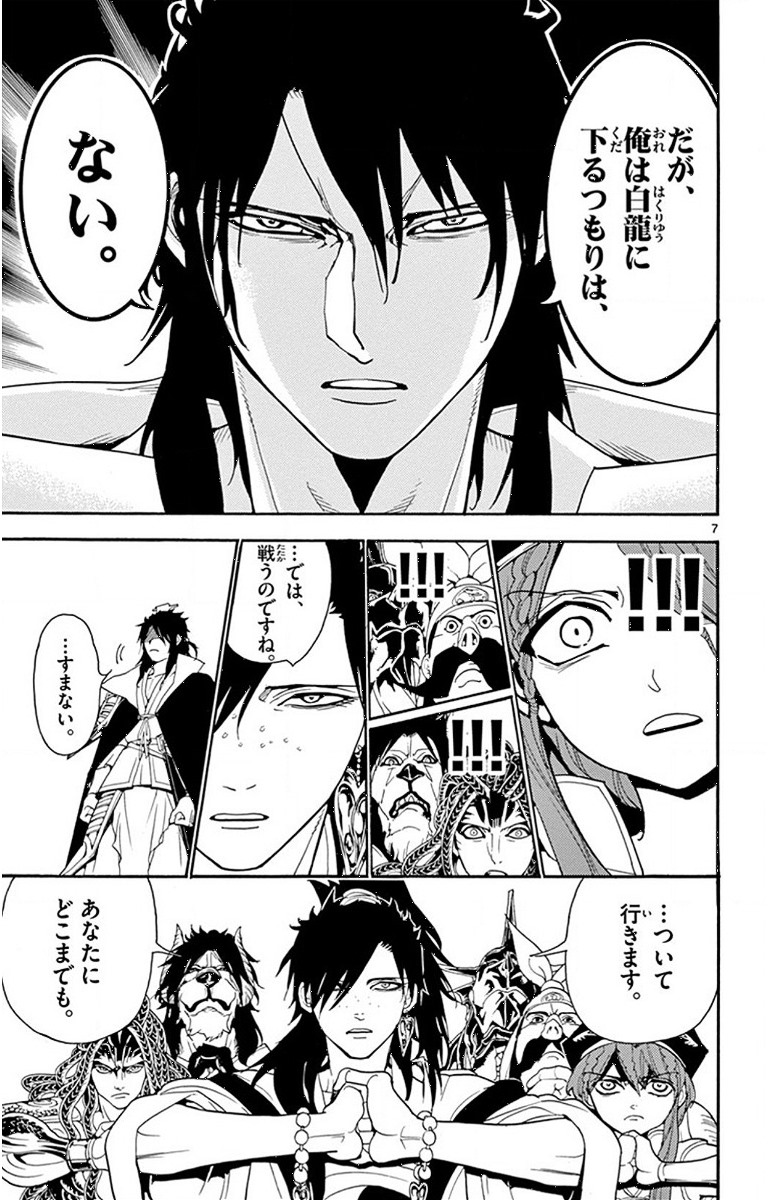 だが、
俺は白龍に
下るつもりは、
ない。
7
!!!
!!!
!!!
…では、
戦うのですね。
…すまない。
…ついて
行きます。
あなたに
どこまでも。